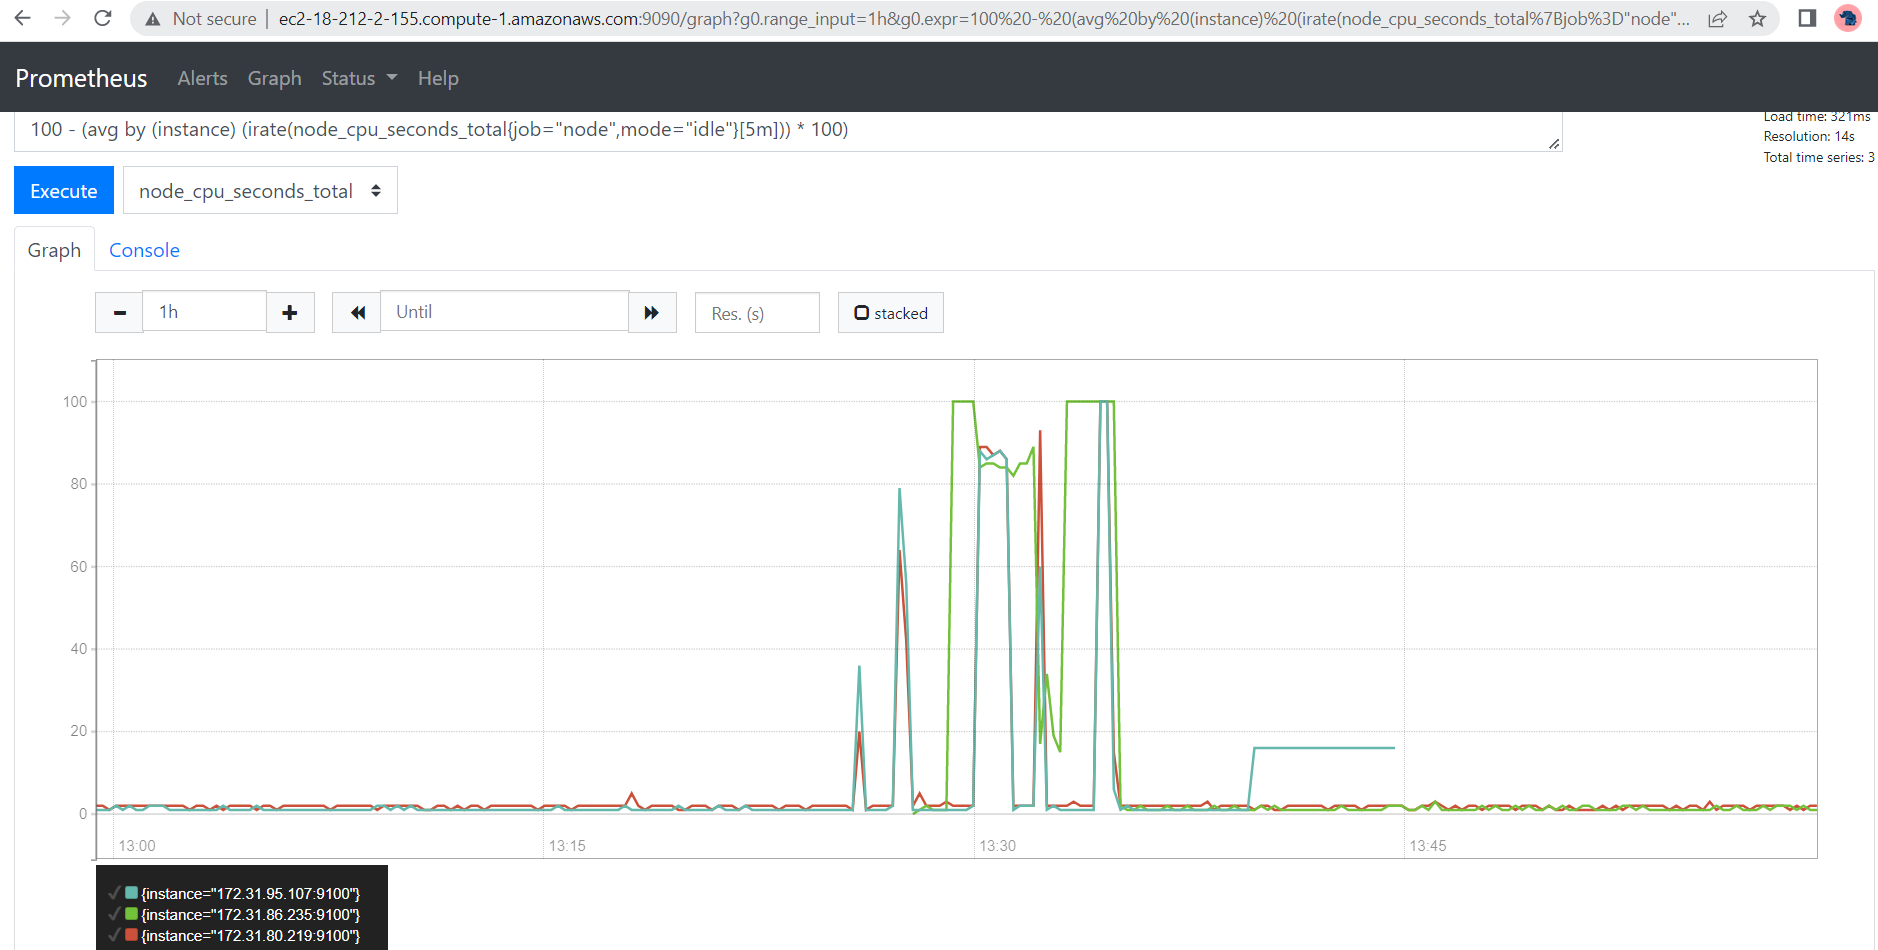 Not secure | ec2-18-212-2-155.compute-1.amazonaws.com:9090/graph?g0.range_input=1h&g0.expr=100%20-%20(avg%20by%20(instance)%20(irate(node_cpu_seconds_total%7Bjob%3D"node"...
Prometheus Alerts Graph Status Help
100 - (avg by (instance) (irate(node_cpu_seconds_total{job="node",mode="idle"}[5m])) * 100)
Load time: 321ms
Resolution: 14s
Total time series: 3
Execute node_cpu_seconds_total
Graph Console
1h Until Res. (s) stacked
100
80
60
40
20
0
13:00 13:15 13:30 13:45
{instance="172.31.95.107:9100"}
{instance="172.31.86.235:9100"}
{instance="172.31.80.219:9100"}